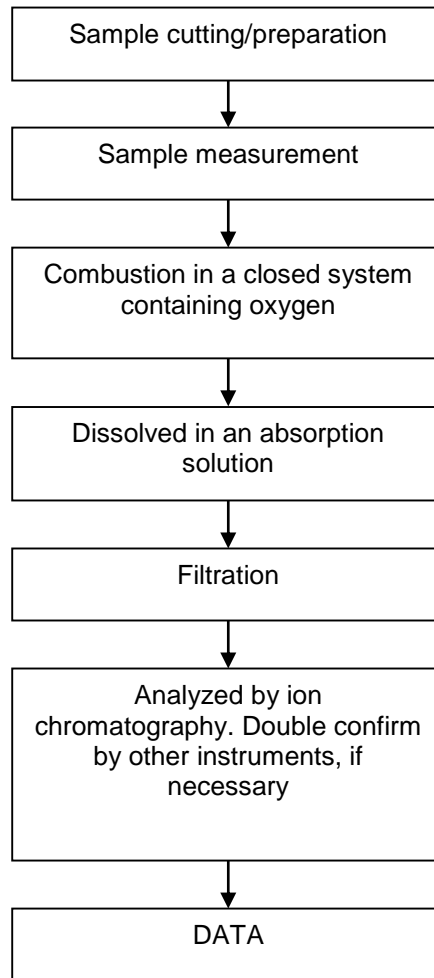 Sample cutting/preparation
Sample measurement
Combustion in a closed system
containing oxygen
Dissolved in an absorption
solution
Filtration
Analyzed by ion
chromatography. Double confirm
by other instruments, if
necessary
DATA